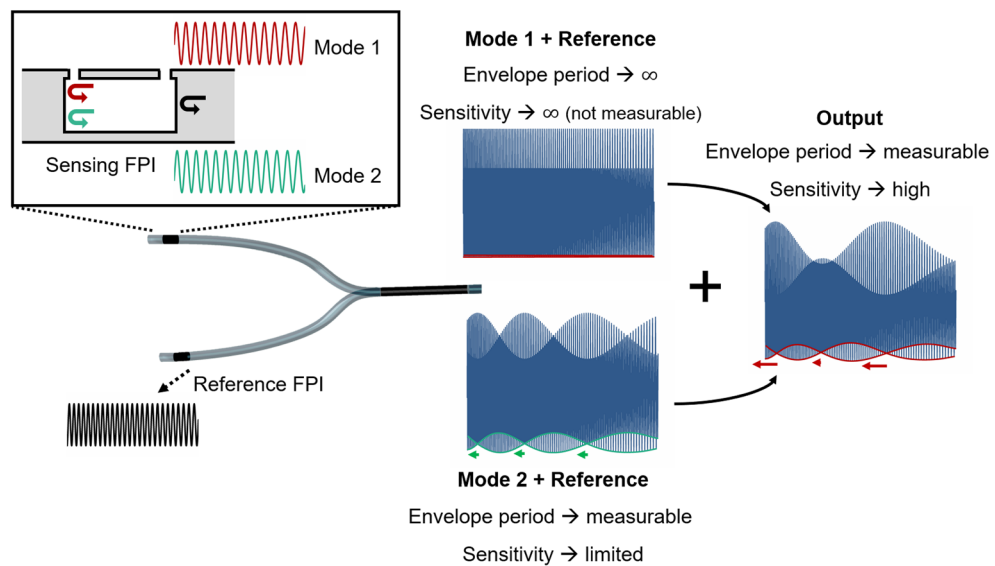 Mode 1
Sensing FPI
Mode 2
Reference FPI
Mode 1 + Reference
Envelope period → ∞
Sensitivity → ∞ (not measurable)
Output
Envelope period → measurable
Sensitivity → high
+
Mode 2 + Reference
Envelope period → measurable
Sensitivity → limited